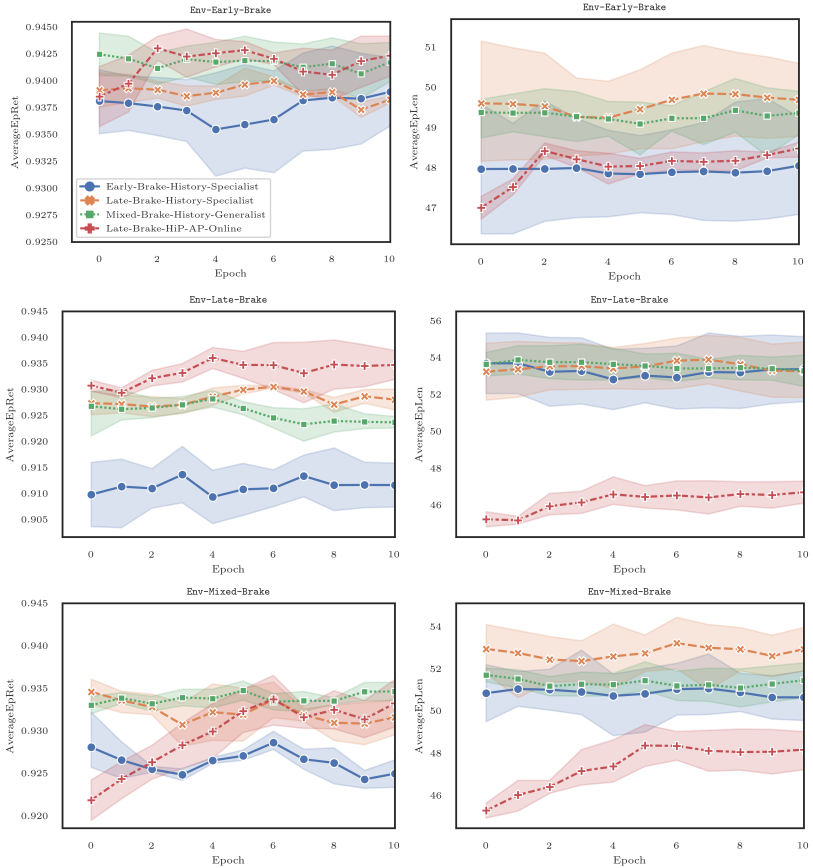 Env-Early-Brake
0.9450
0.9425
0.9400
0.9375
0.9350
0.9325
0.9300
0.9275
0.9250
AverageEpRet
Early-Brake-History-Specialist
Late-Brake-History-Specialist
Mixed-Brake-History-Generalist
Late-Brake-HiP-AP-Online
0 2 4 6 8 10
Epoch
Env-Early-Brake
51
50
49
48
47
AverageEpLen
0 2 4 6 8 10
Epoch
Env-Late-Brake
0.945
0.940
0.935
0.930
0.925
0.920
0.915
0.910
0.905
AverageEpRet
0 2 4 6 8 10
Epoch
Env-Late-Brake
56
54
52
50
48
46
AverageEpLen
0 2 4 6 8 10
Epoch
Env-Mixed-Brake
0.945
0.940
0.935
0.930
0.925
0.920
AverageEpRet
0 2 4 6 8 10
Epoch
Env-Mixed-Brake
54
52
50
48
46
AverageEpLen
0 2 4 6 8 10
Epoch